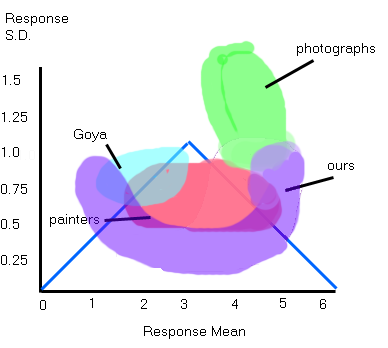 Response
S.D.
photographs
1.5
1.25
Goya
1.0
ours
0.75
painters
0.5
0.25
0 1 2 3 4 5 6
Response Mean